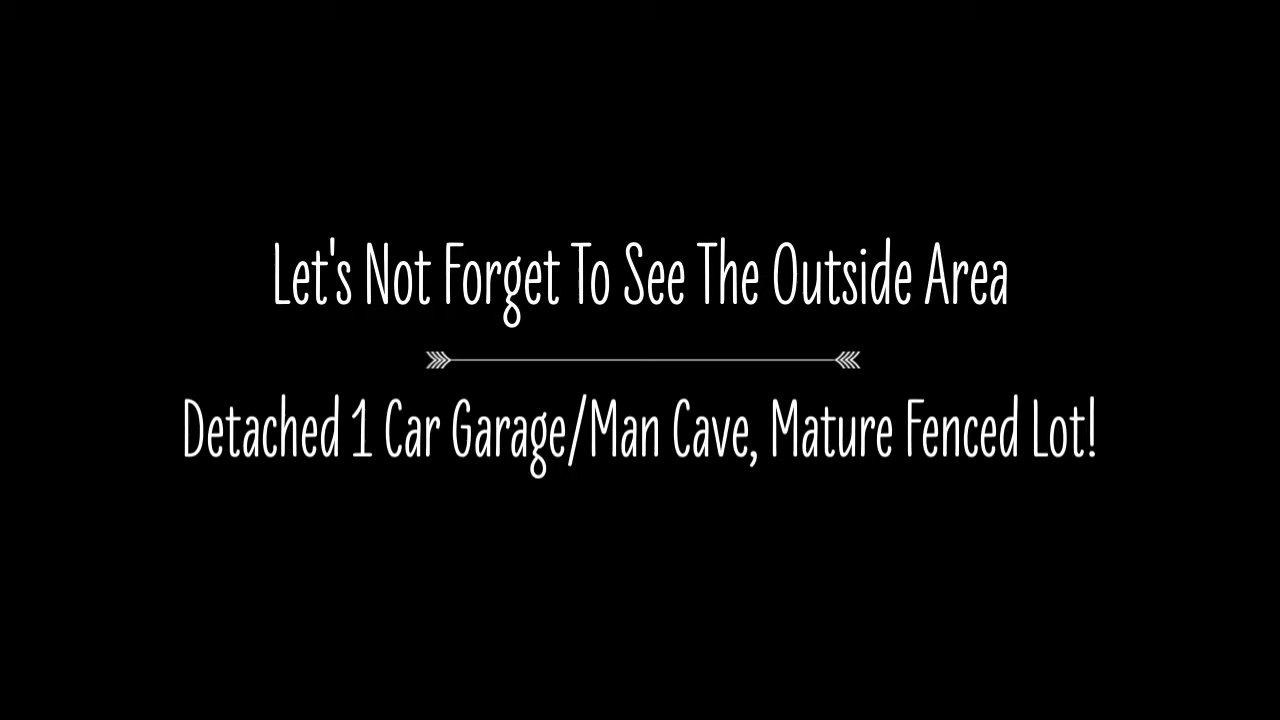 Let's Not Forget To See The Outside Area
Detached 1 Car Garage/Man Cave, Mature Fenced Lot!